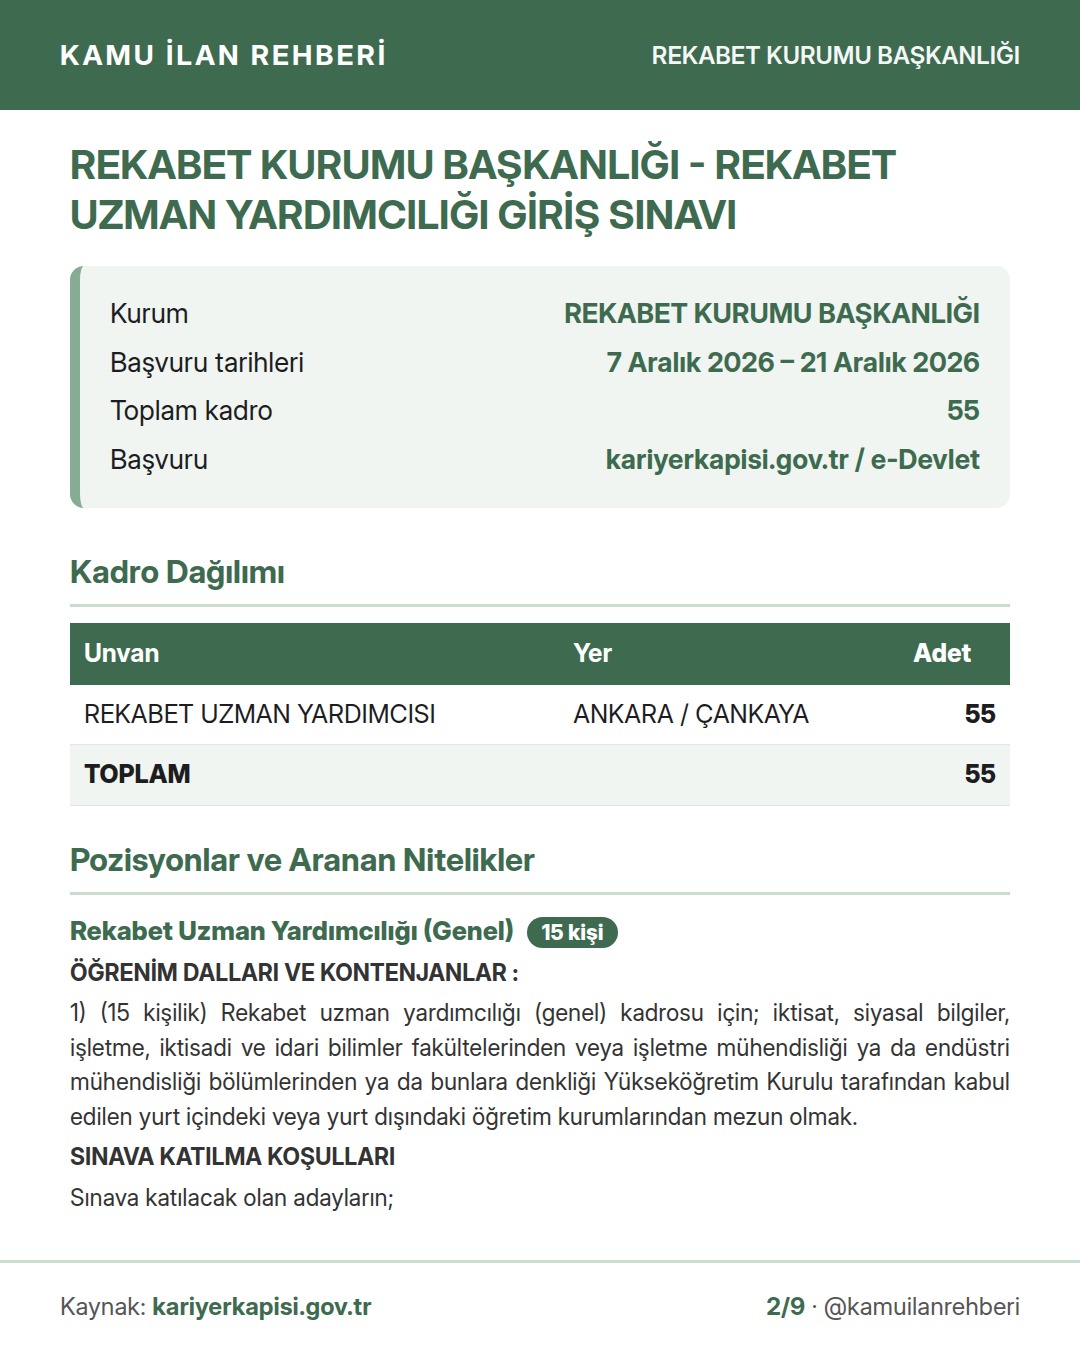 KAMU İLAN REHBERİ
REKABET KURUMU BAŞKANLIĞI
REKABET KURUMU BAŞKANLIĞI - REKABET
UZMAN YARDIMCILIĞI GİRİŞ SINAVI
Kurum REKABET KURUMU BAŞKANLIĞI
Başvuru tarihleri 7 Aralık 2026 – 21 Aralık 2026
Toplam kadro 55
Başvuru kariyerkapisi.gov.tr / e-Devlet
Kadro Dağılımı
Unvan Yer Adet
REKABET UZMAN YARDIMCISI ANKARA / ÇANKAYA 55
TOPLAM 55
Pozisyonlar ve Aranan Nitelikler
Rekabet Uzman Yardımcılığı (Genel) 15 kişi
ÖĞRENİM DALLARI VE KONTENJANLAR :
1) (15 kişilik) Rekabet uzman yardımcılığı (genel) kadrosu için; iktisat, siyasal bilgiler,
işletme, iktisadi ve idari bilimler fakültelerinden veya işletme mühendisliği ya da endüstri
mühendisliği bölümlerinden ya da bunlara denkliği Yükseköğretim Kurulu tarafından kabul
edilen yurt içindeki veya yurt dışındaki öğretim kurumlarından mezun olmak.
SINAVA KATILMA KOŞULLARI
Sınava katılacak olan adayların;
Kaynak: kariyerkapisi.gov.tr
2/9 · @kamuilanrehberi